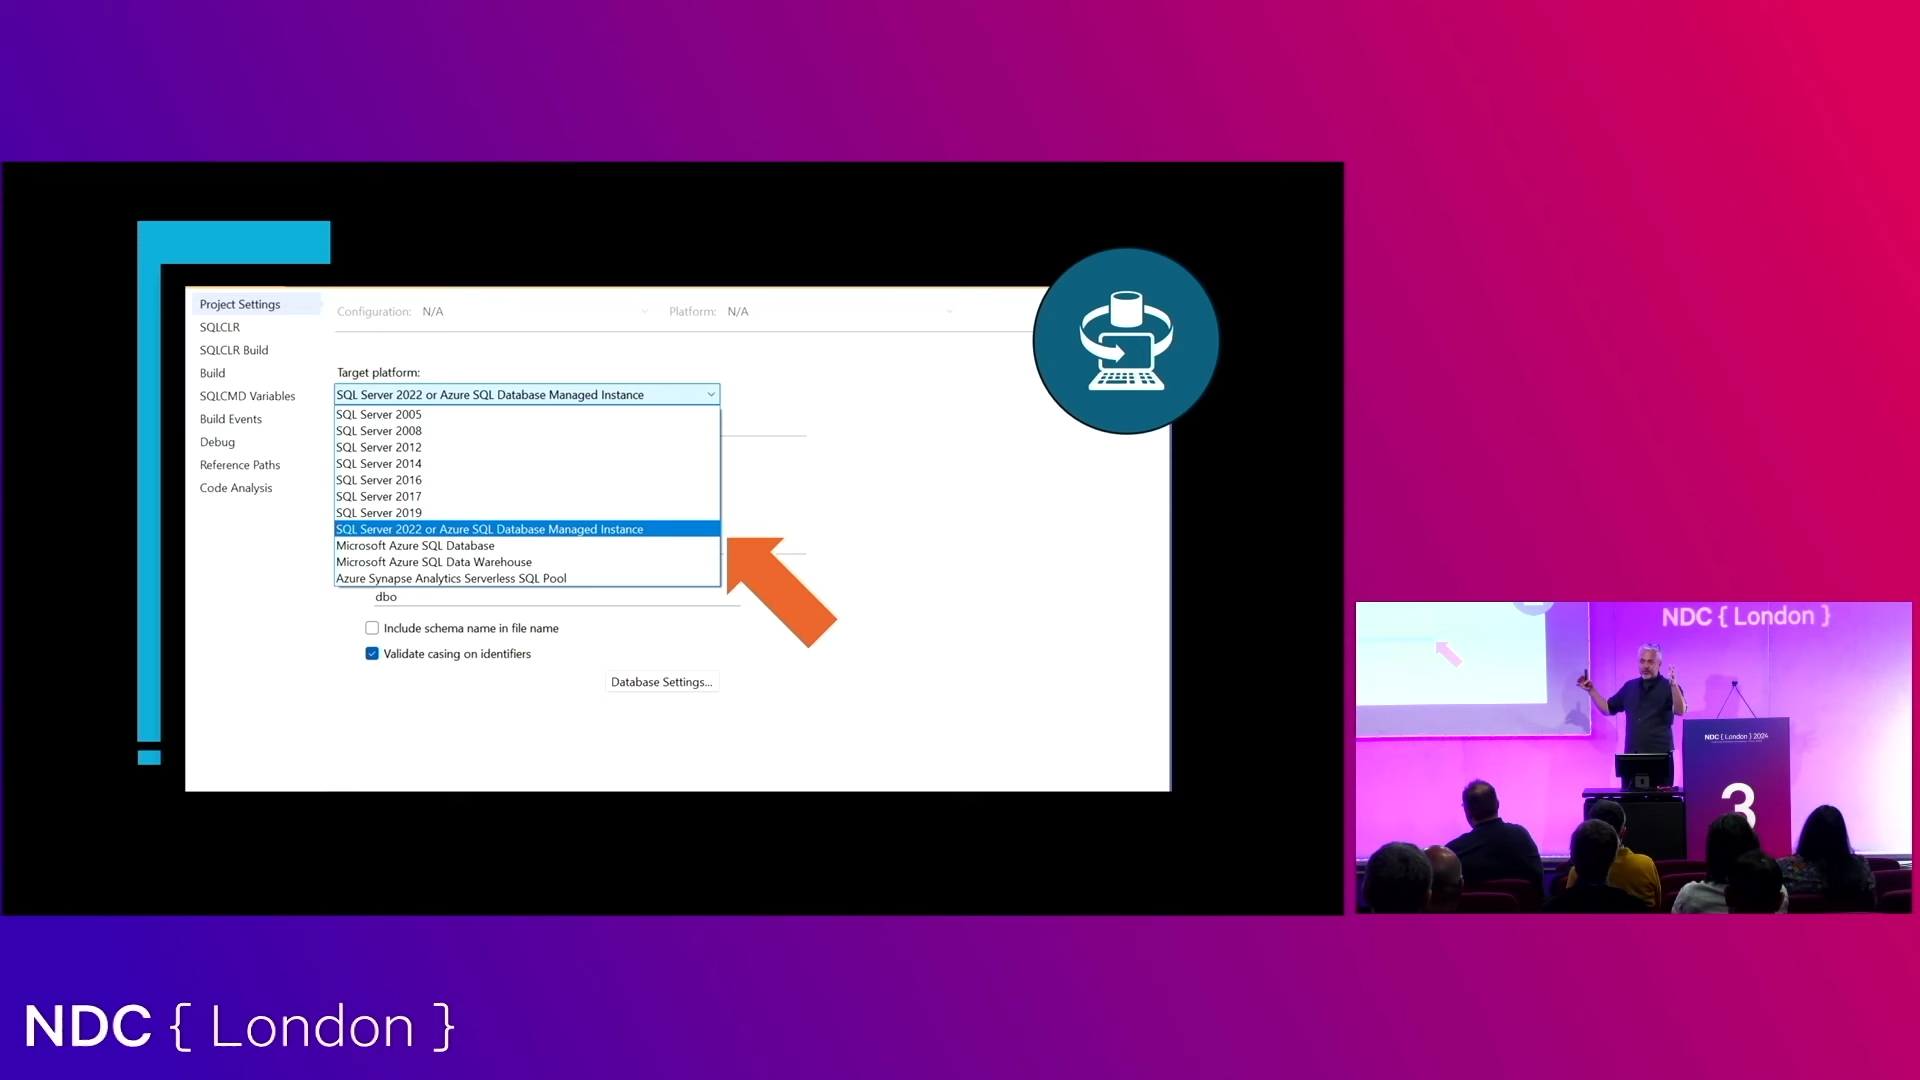 Project Settings
SQLCLR
SQLCLR Build
Build
SQLCMD Variables
Build Events
Debug
Reference Paths
Code Analysis
Configuration: N/A
Platform: N/A
Target platform:
SQL Server 2022 or Azure SQL Database Managed Instance
SQL Server 2005
SQL Server 2008
SQL Server 2012
SQL Server 2014
SQL Server 2016
SQL Server 2017
SQL Server 2019
SQL Server 2022 or Azure SQL Database Managed Instance
Microsoft Azure SQL Database
Microsoft Azure SQL Data Warehouse
Azure Synapse Analytics Serverless SQL Pool
dbo
Include schema name in file name
Validate casing on identifiers
Database Settings...
NDC { London }
NDC { London } 2024
3
NDC { London }